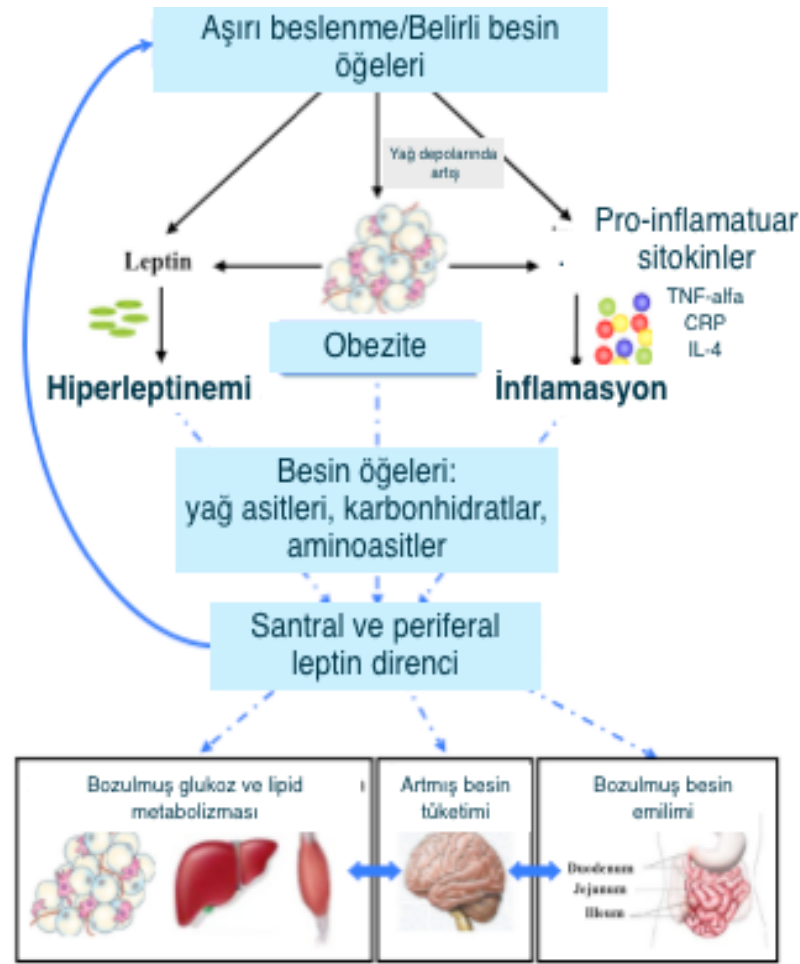 Aşırı beslenme/Belirli besin
öğeleri
Yağ depolarında
artış
Leptin
Pro-inflamatuar
sitokinler
TNF-alfa
CRP
IL-4
Obezite
Hiperleptinemi
İnflamasyon
Besin öğeleri:
yağ asitleri, karbonhidratlar,
aminoasitler
Santral ve periferal
leptin direnci
Bozulmuş glukoz ve lipid
metabolizması
Artmış besin
tüketimi
Bozulmuş besin
emilimi
Duodenum
Jejanum
Illeum